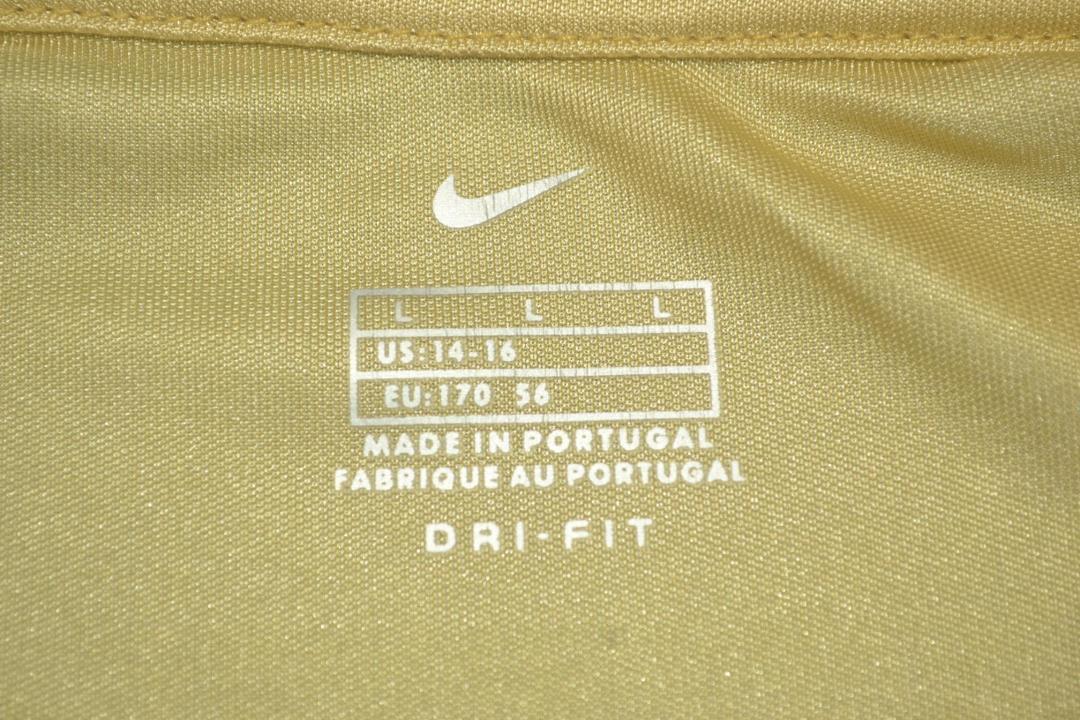 L L L
US:14-16
EU:170 56
MADE IN PORTUGAL
FABRIQUE AU PORTUGAL
DRI-FIT